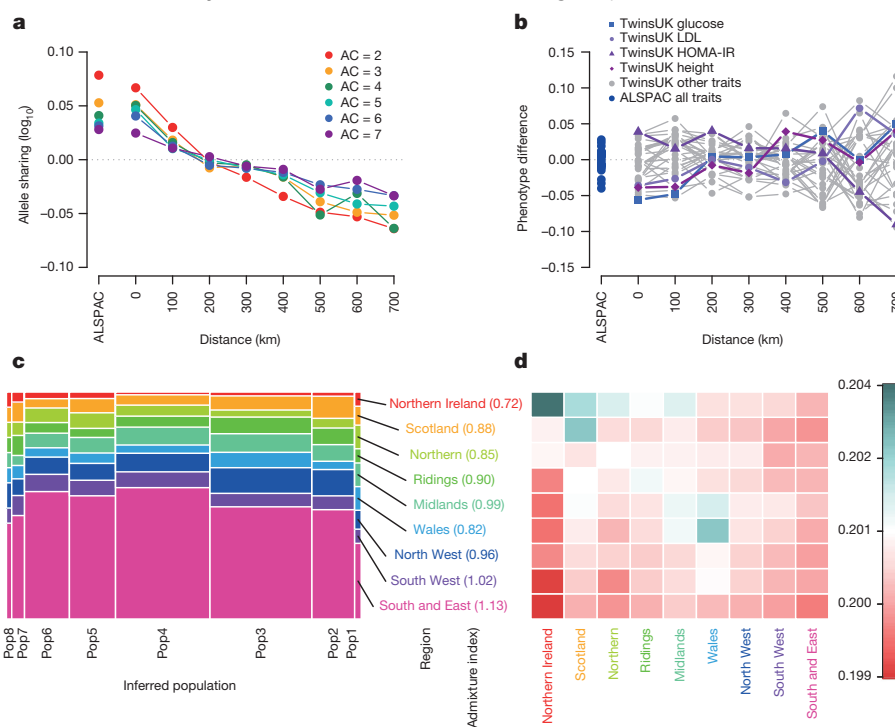 a
0.10
0.05
0.00
−0.05
−0.10
Allele sharing (log10)
AC = 2
AC = 3
AC = 4
AC = 5
AC = 6
AC = 7
ALSPAC
0
100
200
300
400
500
600
700
Distance (km)
b
TwinsUK glucose
TwinsUK LDL
TwinsUK HOMA-IR
TwinsUK height
TwinsUK other traits
ALSPAC all traits
0.15
0.10
0.05
0.00
−0.05
−0.10
−0.15
Phenotype difference
ALSPAC
0
100
200
300
400
500
600
Distance (km)
c
Northern Ireland (0.72)
Scotland (0.88)
Northern (0.85)
Ridings (0.90)
Midlands (0.99)
Wales (0.82)
North West (0.96)
South West (1.02)
South and East (1.13)
Pop8
Pop7
Pop6
Pop5
Pop4
Pop3
Pop2
Pop1
Inferred population
Region
Admixture index)
d
0.204
0.202
0.201
0.200
0.199
Northern Ireland
Scotland
Northern
Ridings
Midlands
Wales
North West
South West
South and East